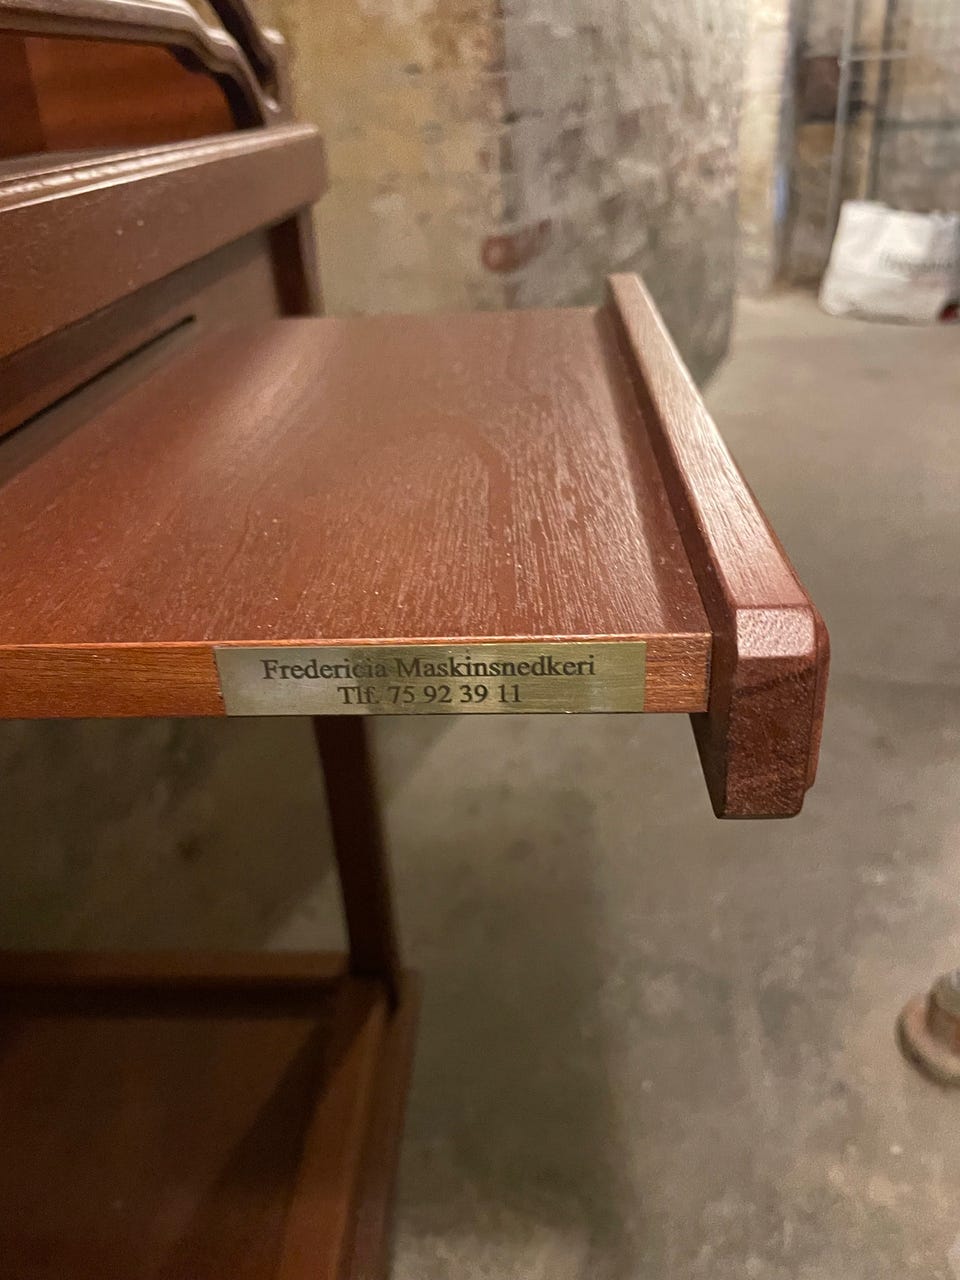 Fredericia Maskinsnedkeri
Tlf. 75 92 39 11